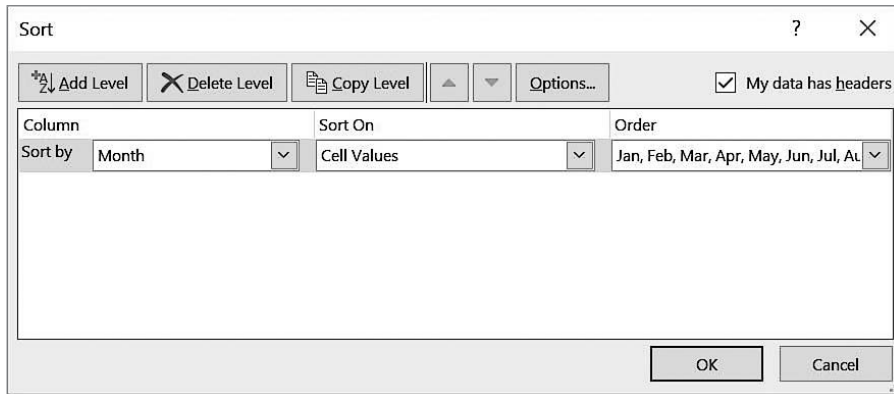 Sort ?
Add Level Delete Level Copy Level Options... My data has headers
Column Sort On Order
Sort by Month Cell Values Jan, Feb, Mar, Apr, May, Jun, Jul, Au
OK Cancel